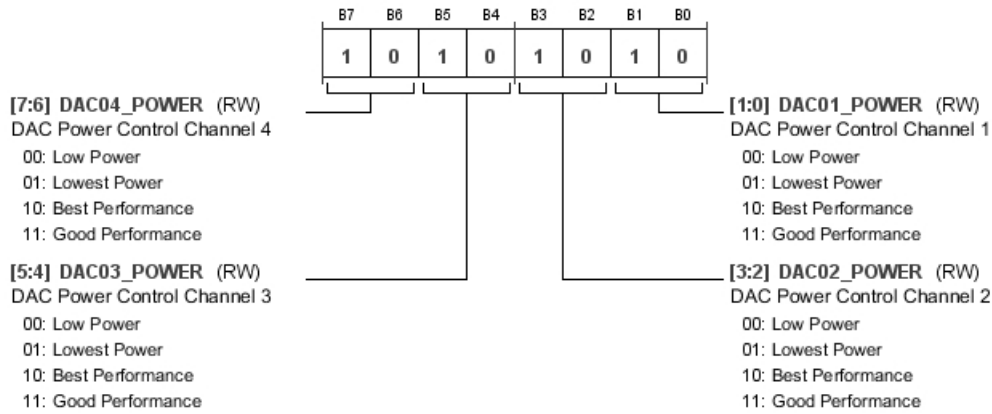 B7 B6 B5 B4 B3 B2 B1 B0
1 0 1 0 1 0 1 0
[7:6] DAC04_POWER (RW)
DAC Power Control Channel 4
00: Low Power
01: Lowest Power
10: Best Performance
11: Good Performance
[1:0] DAC01_POWER (RW)
DAC Power Control Channel 1
00: Low Power
01: Lowest Power
10: Best Performance
11: Good Performance
[5:4] DAC03_POWER (RW)
DAC Power Control Channel 3
00: Low Power
01: Lowest Power
10: Best Performance
11: Good Performance
[3:2] DAC02_POWER (RW)
DAC Power Control Channel 2
00: Low Power
01: Lowest Power
10: Best Performance
11: Good Performance